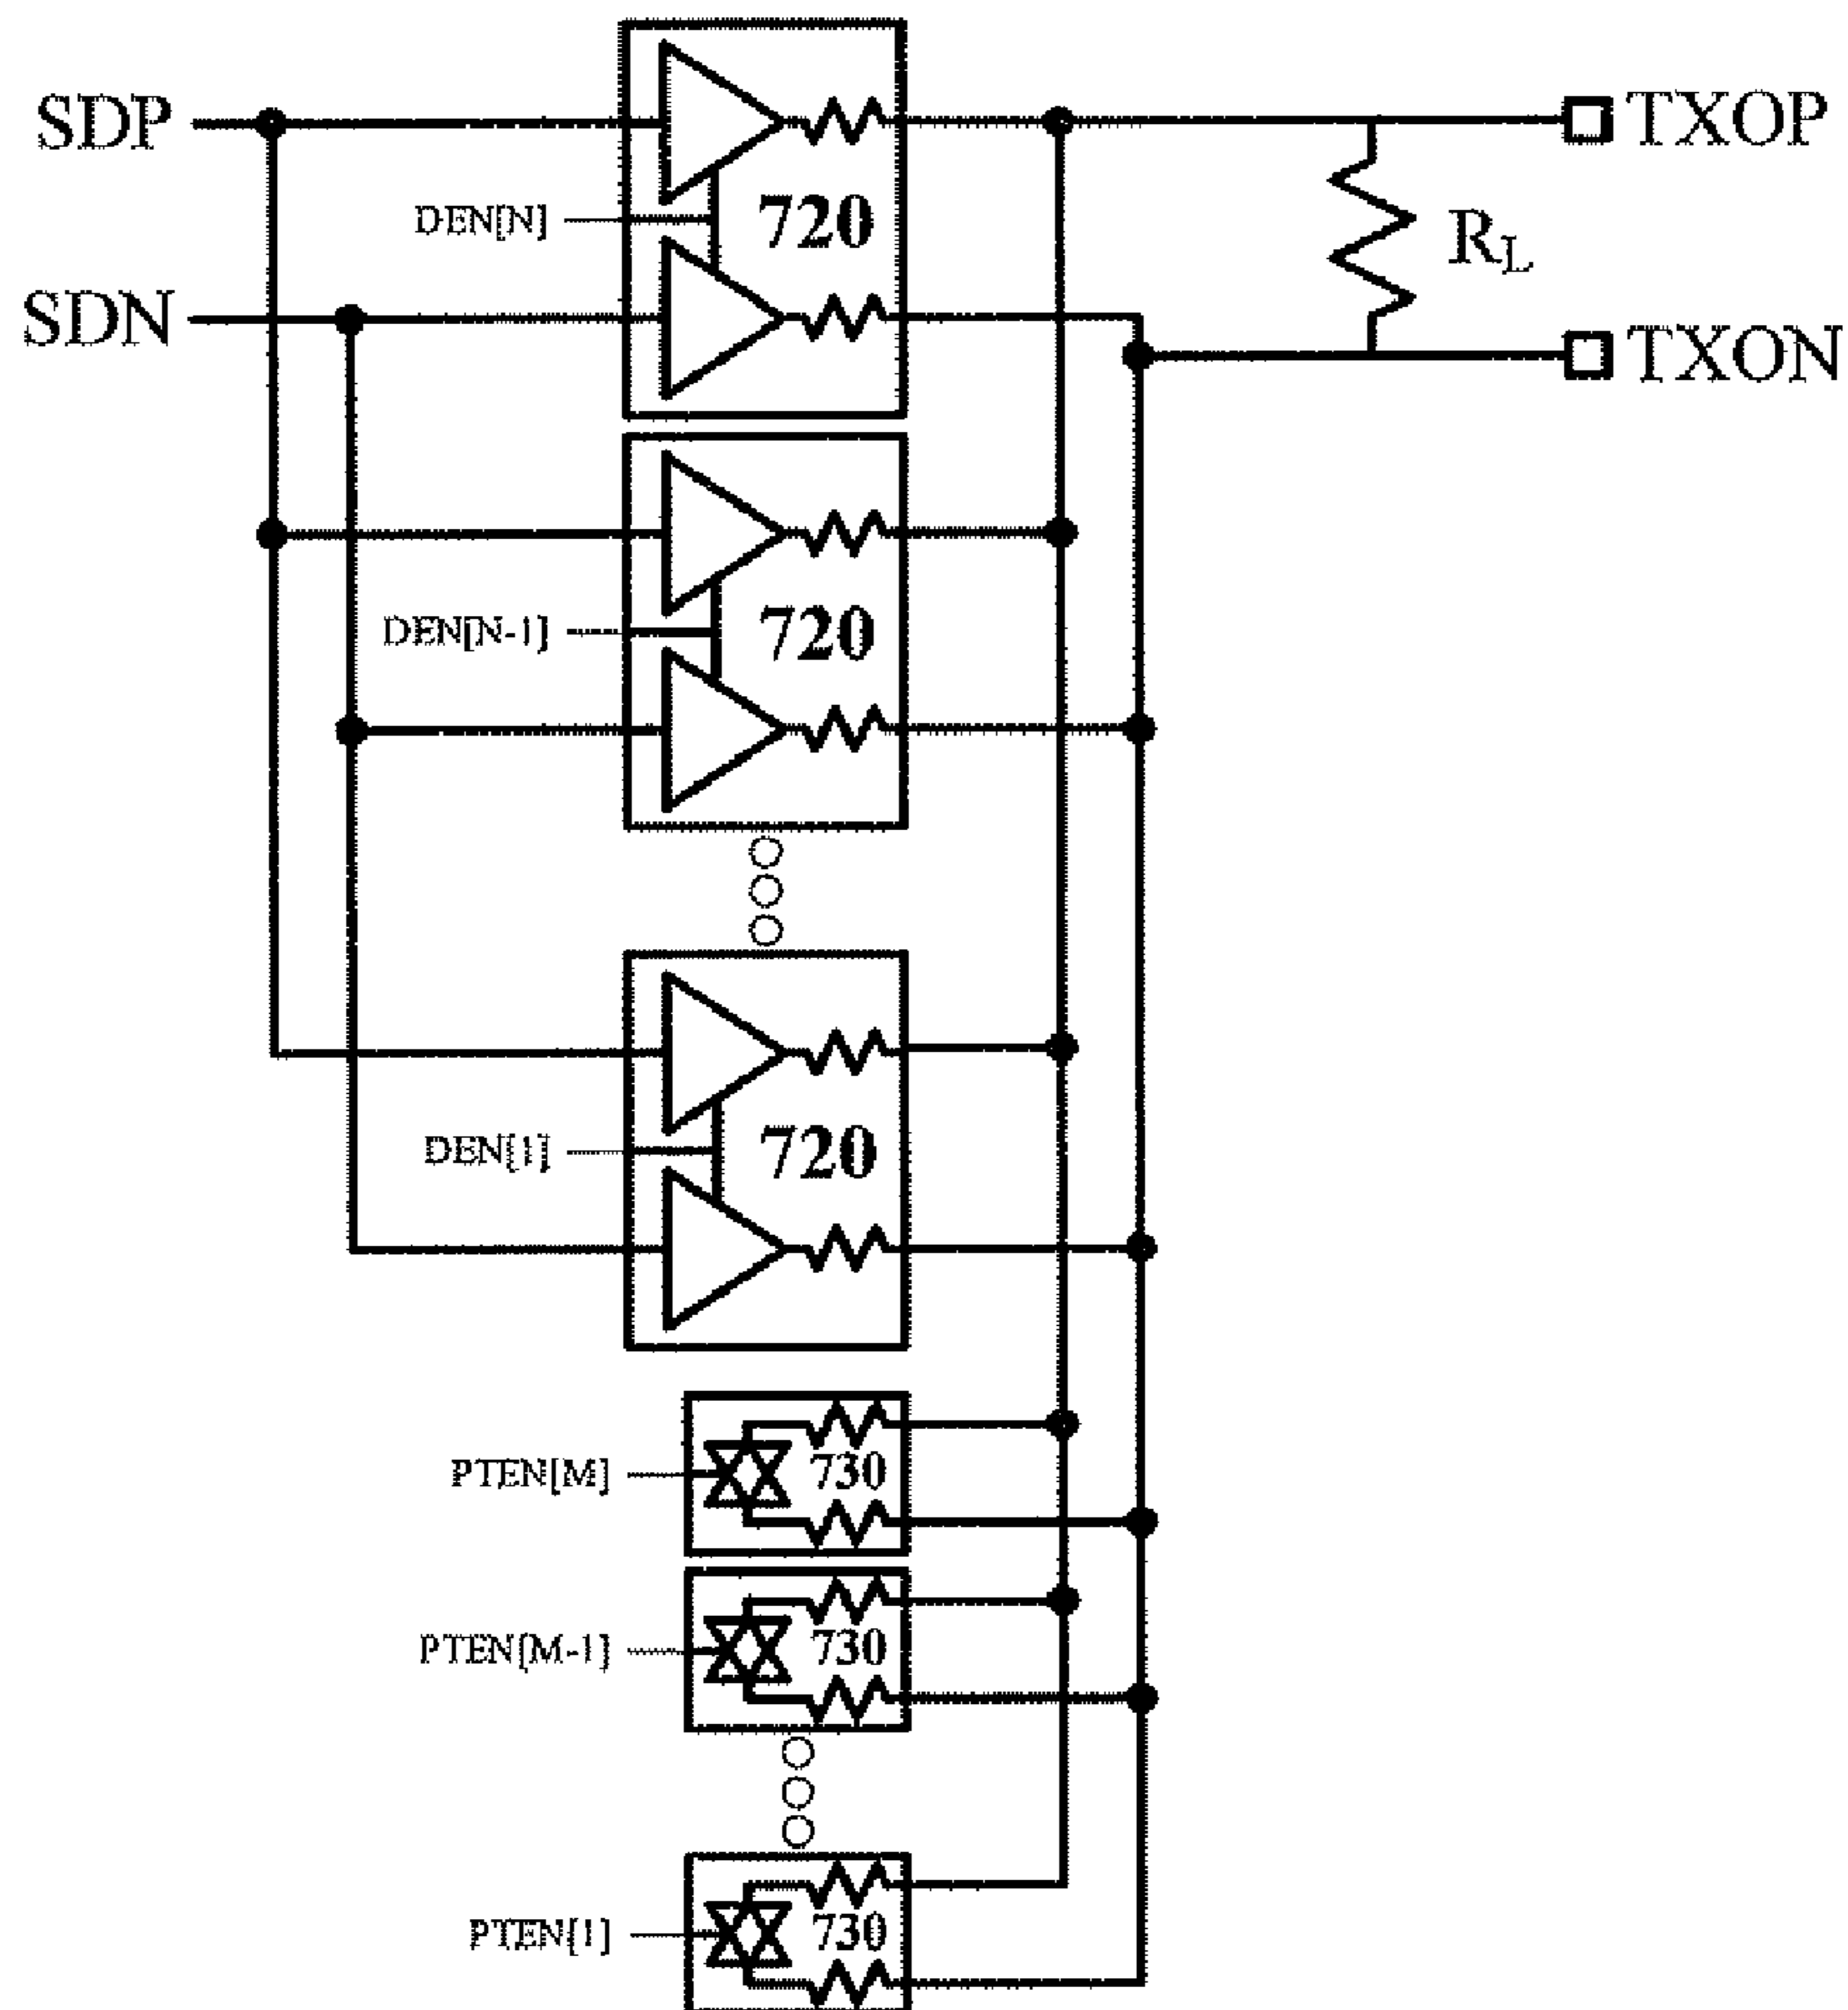 SDP
TXOP
DEN[N]
720
R_L
SDN
TXON
DEN[N-1]
720
DEN[1]
720
PTEN[M]
730
PTEN[M-1]
730
PTEN[1]
730